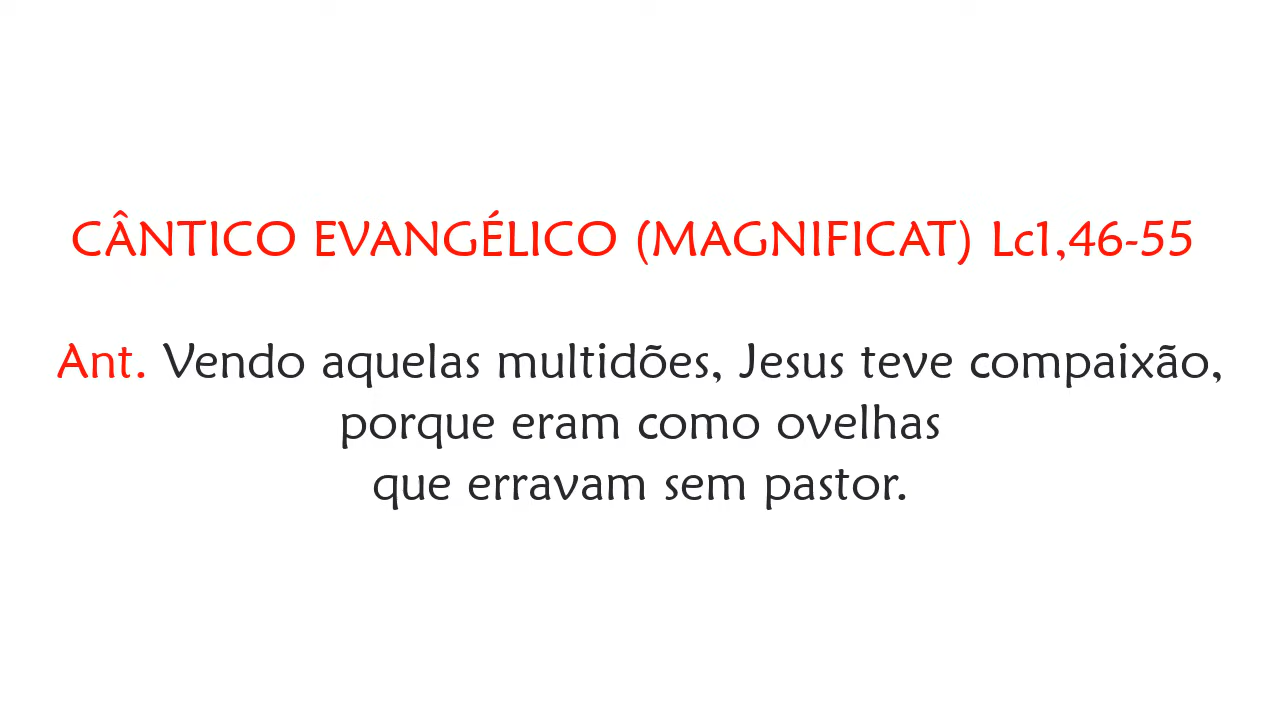 CÂNTICO EVANGÉLICO (MAGNIFICAT) Lc1,46-55
Ant. Vendo aquelas multidões, Jesus teve compaixão,
porque eram como ovelhas
que erravam sem pastor.